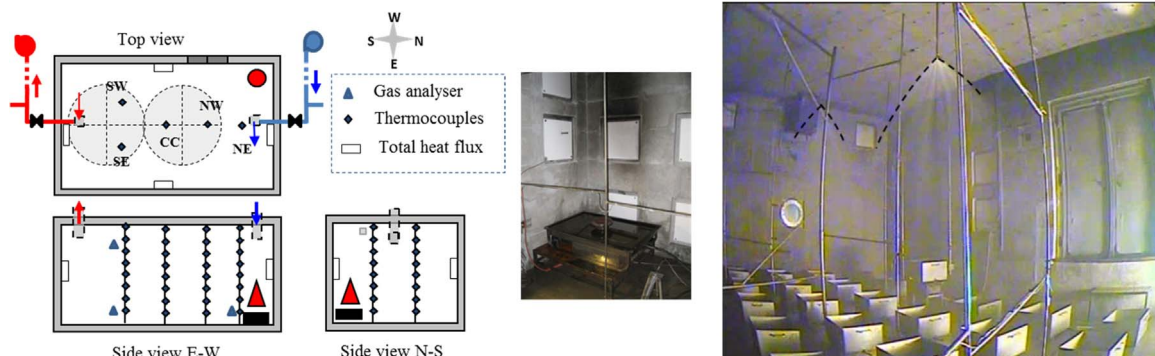 Top view
W
S N
E
SW
NW
CC
SE
NE
Gas analyser
Thermocouples
Total heat flux
Side view E-W
Side view N-S